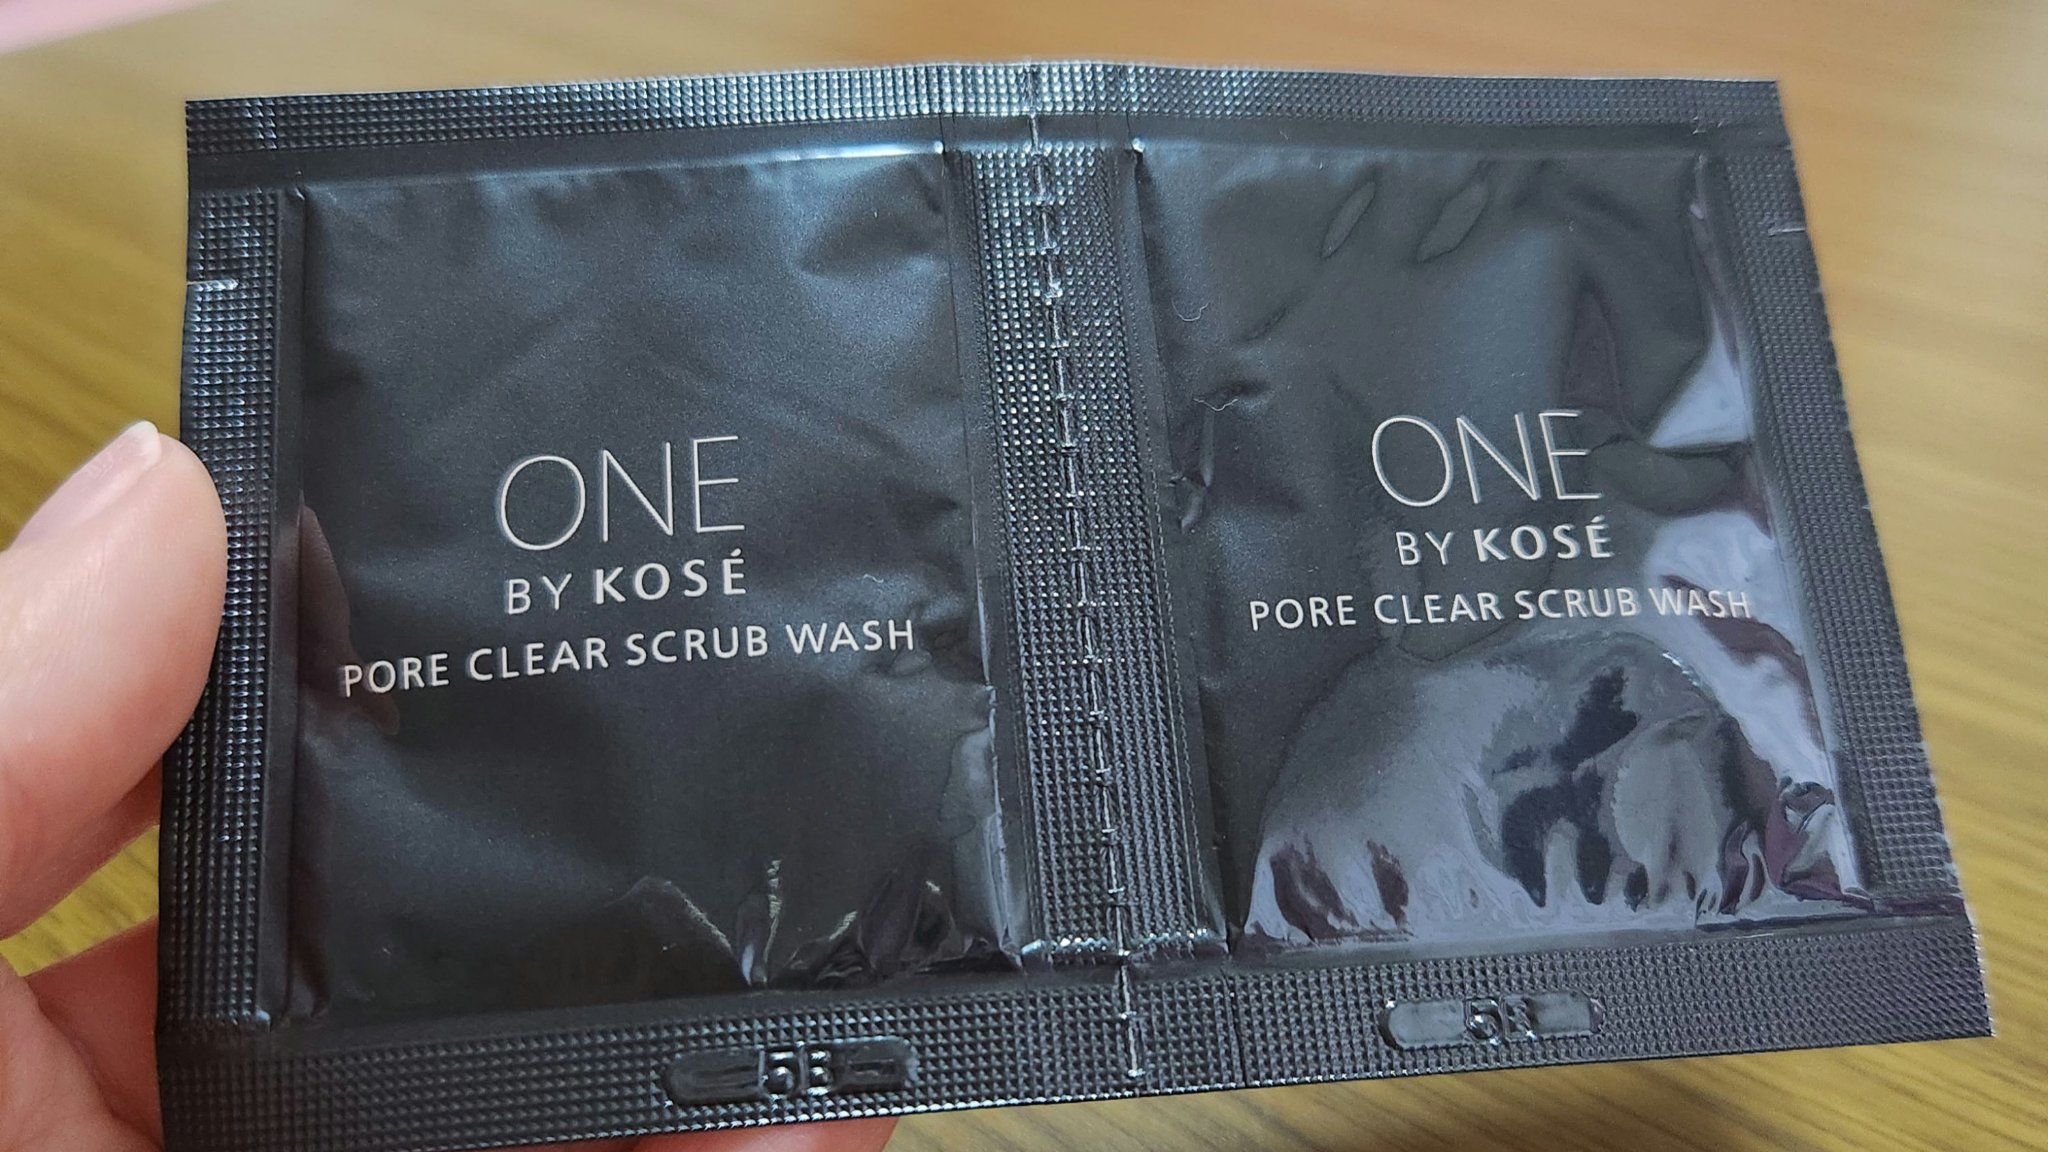 ONE
BY KOSÉ
PORE CLEAR SCRUB WASH
ONE
BY KOSÉ
PORE CLEAR SCRUB WASH